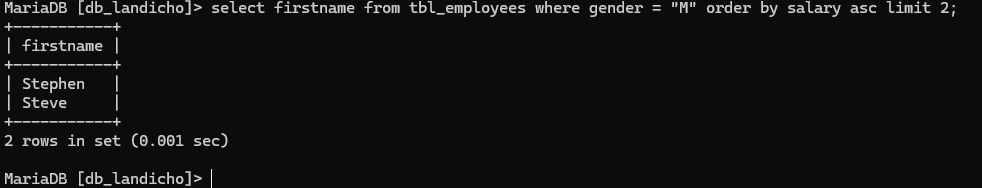 MariaDB [db_landicho]> select firstname from tbl_employees where gender = "M" order by salary asc limit 2;
+-----------+
| firstname |
+-----------+
| Stephen   |
| Steve     |
+-----------+
2 rows in set (0.001 sec)

MariaDB [db_landicho]>